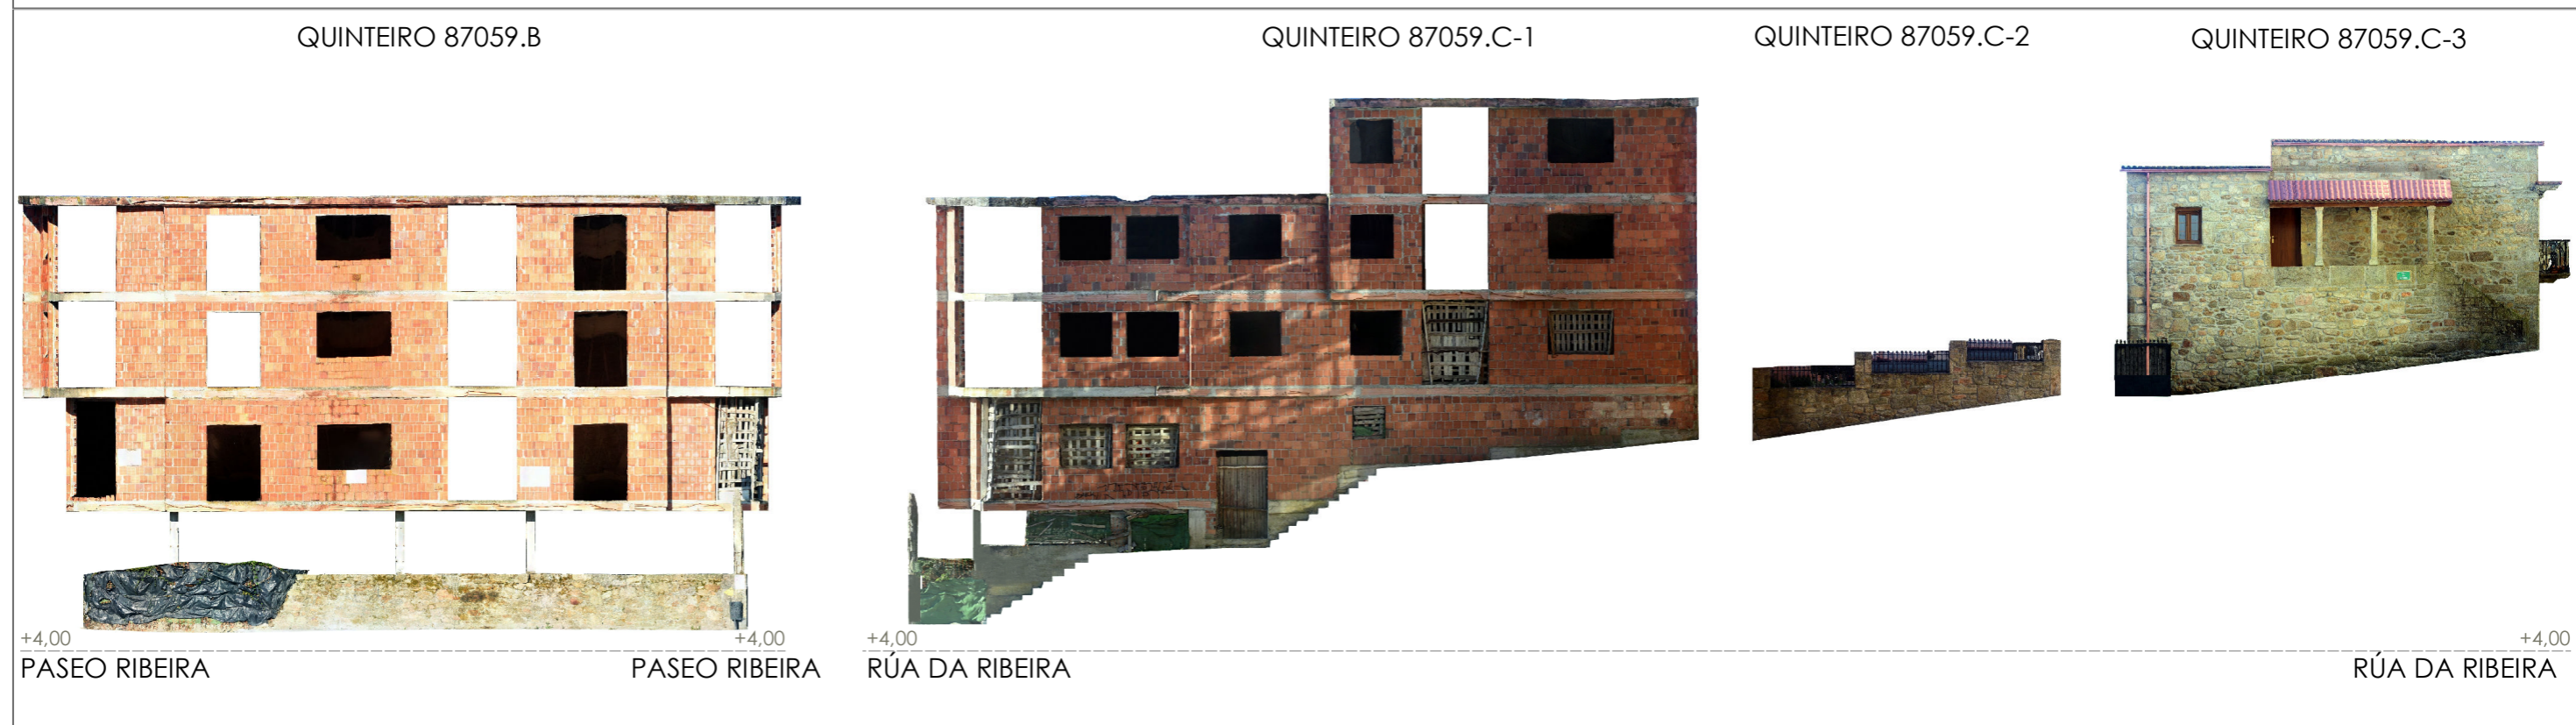 QUINTEIRO 87059.B
QUINTEIRO 87059.C-1
QUINTEIRO 87059.C-2
QUINTEIRO 87059.C-3
+4,00
+4,00
+4,00
+4,00
PASEO RIBEIRA
PASEO RIBEIRA
RÚA DA RIBEIRA
RÚA DA RIBEIRA